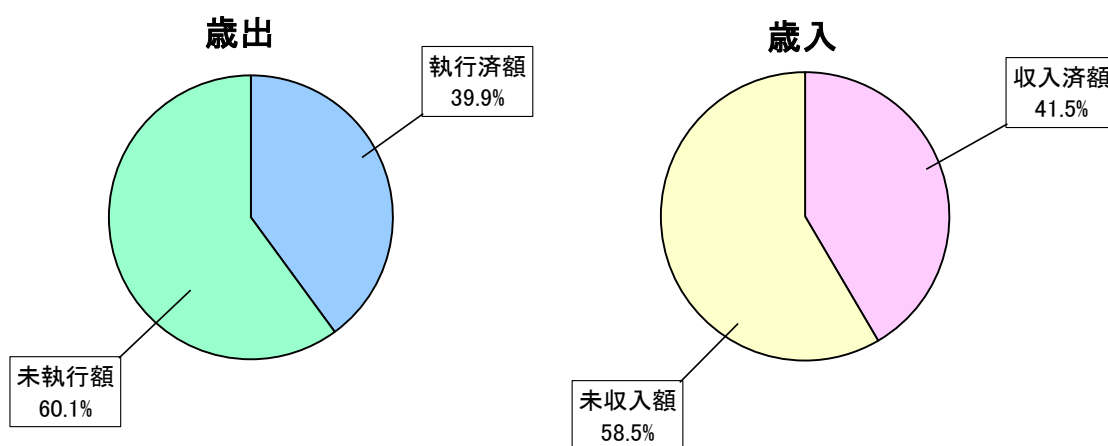 歳出
執行済額
39.9%
未執行額
60.1%
歳入
収入済額
41.5%
未収入額
58.5%